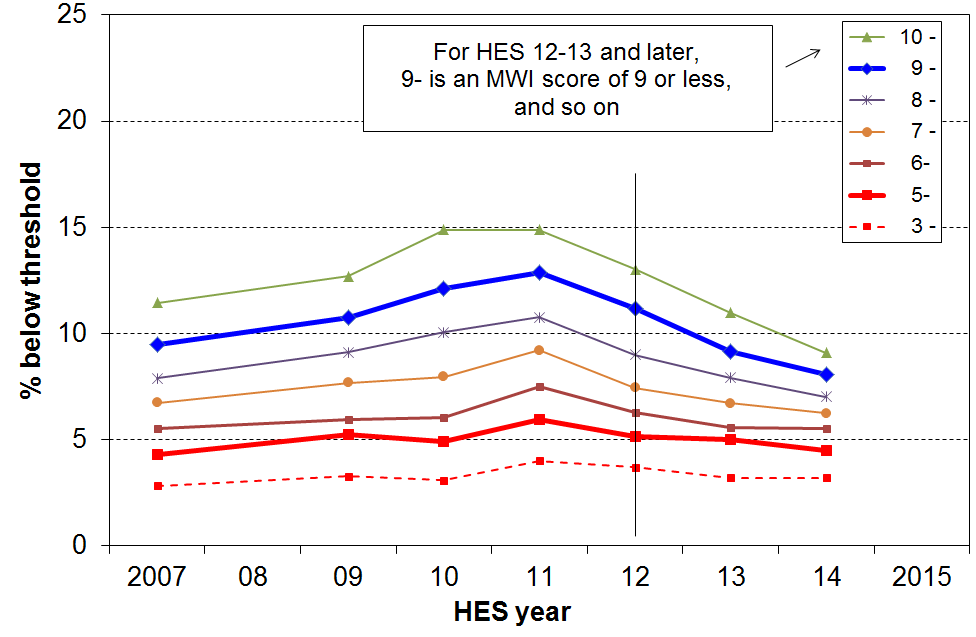 25
20
15
10
5
0
% below threshold
For HES 12-13 and later,
9- is an MWI score of 9 or less,
and so on
10 -
9 -
8 -
7 -
6-
5-
3 -
2007 08 09 10 11 12 13 14 2015
HES year